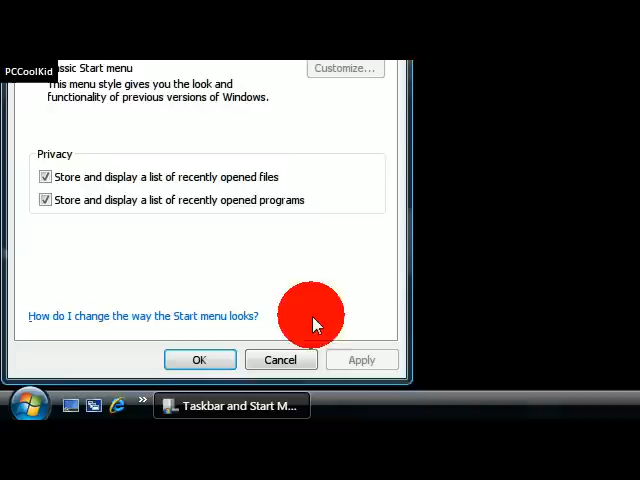 PCCoolKid
assic Start menu
Customize...
This menu style gives you the look and
functionality of previous versions of Windows.
Privacy
Store and display a list of recently opened files
Store and display a list of recently opened programs
How do I change the way the Start menu looks?
OK
Cancel
Apply
Taskbar and Start M...